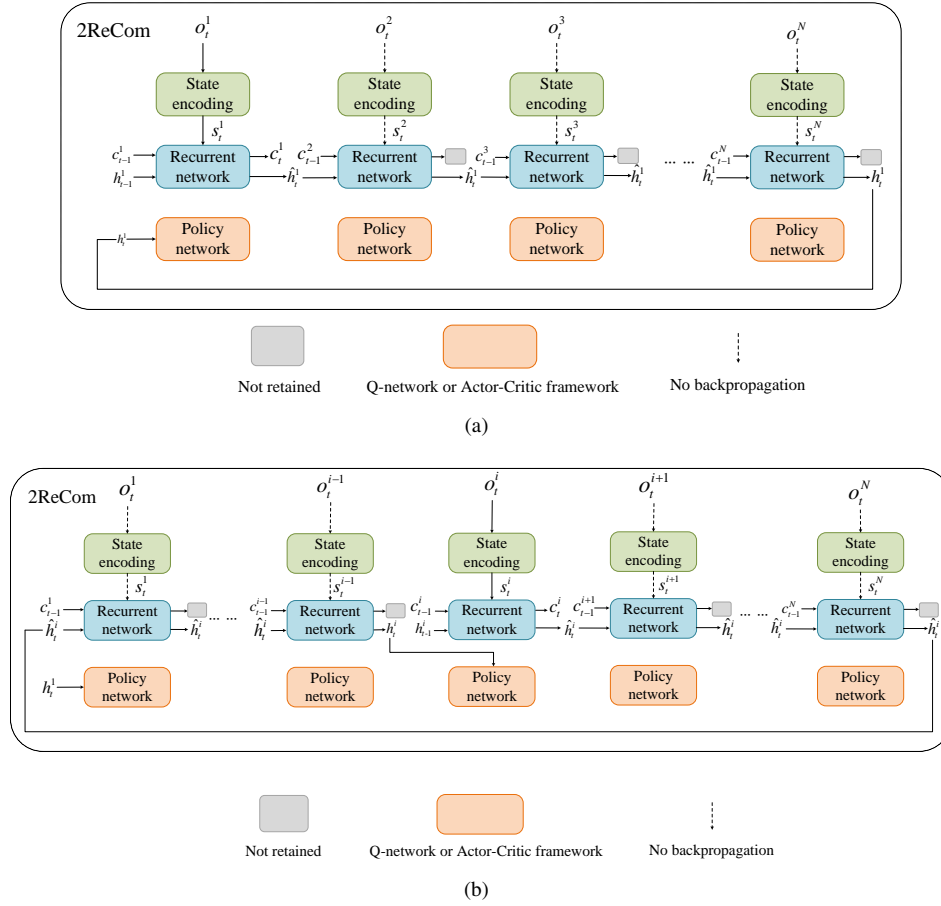 2ReCom
o_t^1 o_t^2 o_t^3 o_t^N
State encoding State encoding State encoding State encoding
s_t^1 s_t^2 s_t^3 s_t^N
c_{t-1}^1 Recurrent network c_t^1 c_{t-1}^2 Recurrent network c_{t-1}^3 Recurrent network ... ... c_{t-1}^N Recurrent network
h_{t-1}^1 ĥ_t^1 ĥ_t^1 ĥ_t^1 ĥ_t^1 h_t^1
h_t^1 Policy network Policy network Policy network Policy network
Not retained Q-network or Actor-Critic framework No backpropagation
(a)
2ReCom
o_t^1 o_t^{i-1} o_t^i o_t^{i+1} o_t^N
State encoding State encoding State encoding State encoding State encoding
s_t^1 s_t^{i-1} s_t^i s_t^{i+1} s_t^N
c_{t-1}^1 Recurrent network ... ... c_{t-1}^{i-1} Recurrent network c_{t-1}^i Recurrent network c_t^i c_{t-1}^{i+1} Recurrent network ... ... c_{t-1}^N Recurrent network
ĥ_t^i ĥ_t^i ĥ_t^i h_t^i h_{t-1}^i ĥ_t^i ĥ_t^i ĥ_t^i ĥ_t^i
h_t^1 Policy network Policy network Policy network Policy network Policy network
Not retained Q-network or Actor-Critic framework No backpropagation
(b)